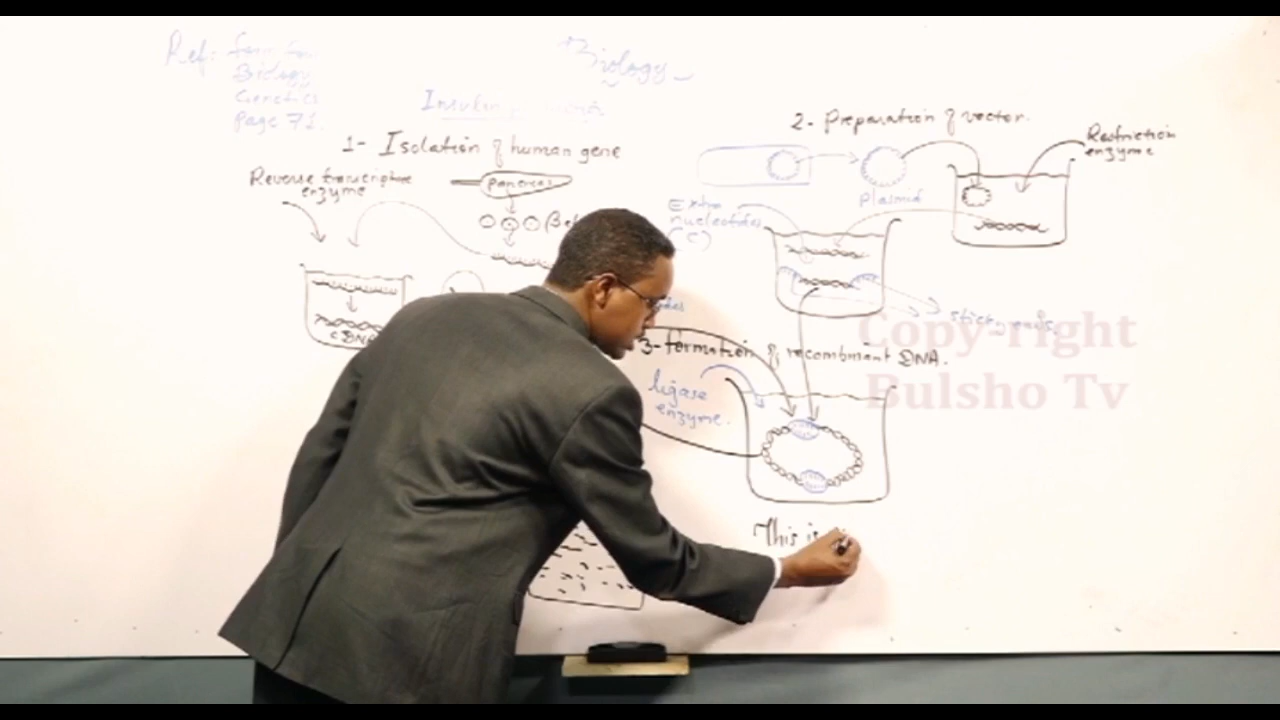 Ref: form
Biology
Genetics
page 71.
Biology
1- Isolation of human gene
Reverse transcriptase
enzyme
pancreas
cDNA
2- Preparation of vector.
Restriction
enzyme
plasmid
Extra
nucleotides
(C)
sticky ends.
3- formation of recombinant DNA.
ligase
enzyme.
This is
Copy-right
Bulsho Tv